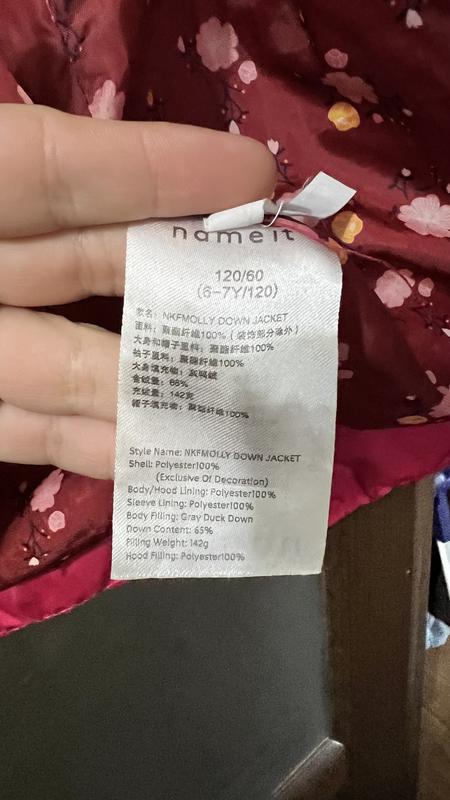 name it
120/60
(6-7Y/120)
款名: NKFMOLLY DOWN JACKET
面料: 聚酯纤维100% ( 装饰部分除外 )
大身和帽子里料: 聚酯纤维100%
袖子里料: 聚酯纤维100%
大身填充物: 灰鸭绒
含绒量: 65%
充绒量: 142克
帽子填充物: 聚酯纤维100%
Style Name: NKFMOLLY DOWN JACKET
Shell: Polyester100%
(Exclusive Of Decoration)
Body/Hood Lining: Polyester100%
Sleeve Lining: Polyester100%
Body Filling: Gray Duck Down
Down Content: 65%
Filling Weight: 142g
Hood Filling: Polyester100%